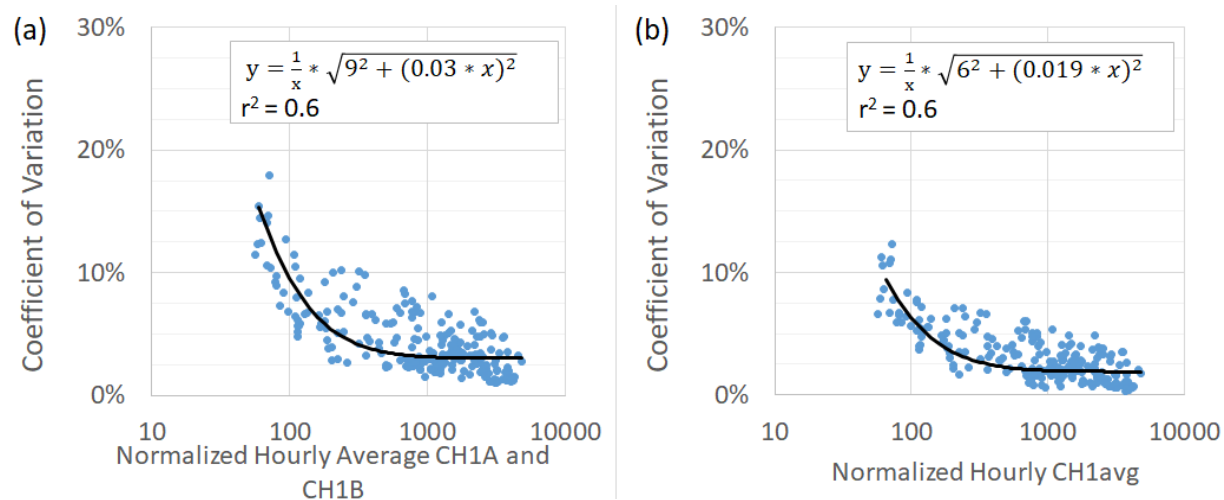 (a)
30%
20%
10%
0%
Coefficient of Variation
y = 1/x * √(9² + (0.03 * x)²)
r² = 0.6
10 100 1000 10000
Normalized Hourly Average CH1A and
CH1B
(b)
30%
20%
10%
0%
Coefficient of Variation
y = 1/x * √(6² + (0.019 * x)²)
r² = 0.6
10 100 1000 10000
Normalized Hourly CH1avg